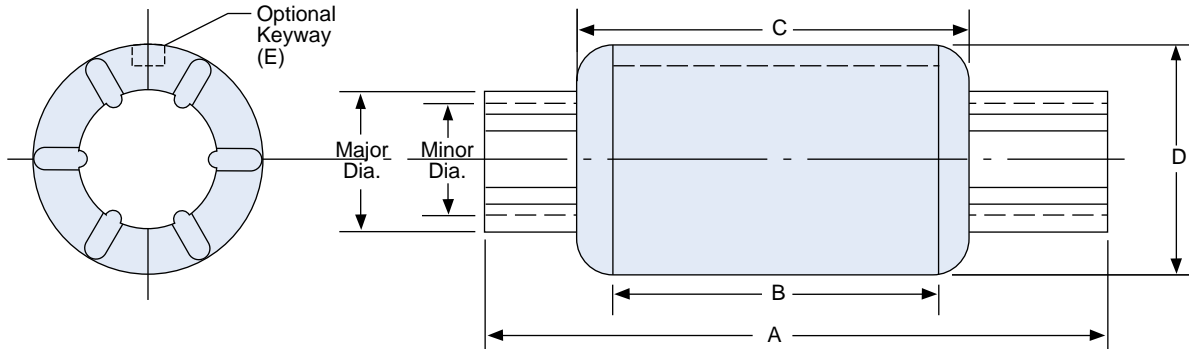 Optional
Keyway
(E)
C
Major
Dia.
Minor
Dia.
D
B
A